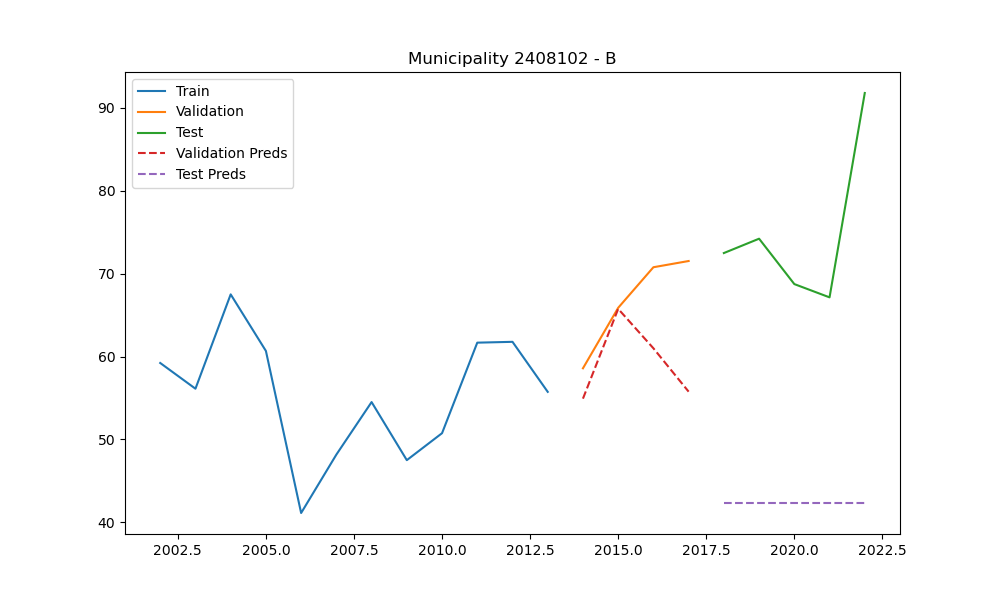 Municipality 2408102 - B
Train
Validation
Test
Validation Preds
Test Preds
90
80
70
60
50
40
2002.5 2005.0 2007.5 2010.0 2012.5 2015.0 2017.5 2020.0 2022.5